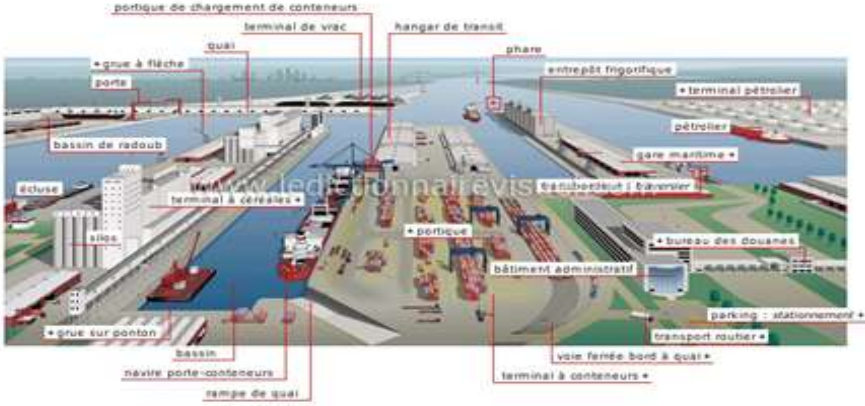 portique de chargement de conteneurs
terminal de vrac
hangar de transit
quai
phare
+ grue à flèche
entrepôt frigorifique
porte
+ terminal pétrolier
bassin de radoub
pétrolier
gare maritime +
www.ledictionnairevis
écluse
transbordeur ; traversier
terminal à céréales +
+ portique
silos
+ bureau des douanes
bâtiment administratif
parking ; stationnement +
+ grue sur ponton
transport routier +
bassin
voie ferrée bord à quai +
navire porte-conteneurs
terminal à conteneurs +
rampe de quai